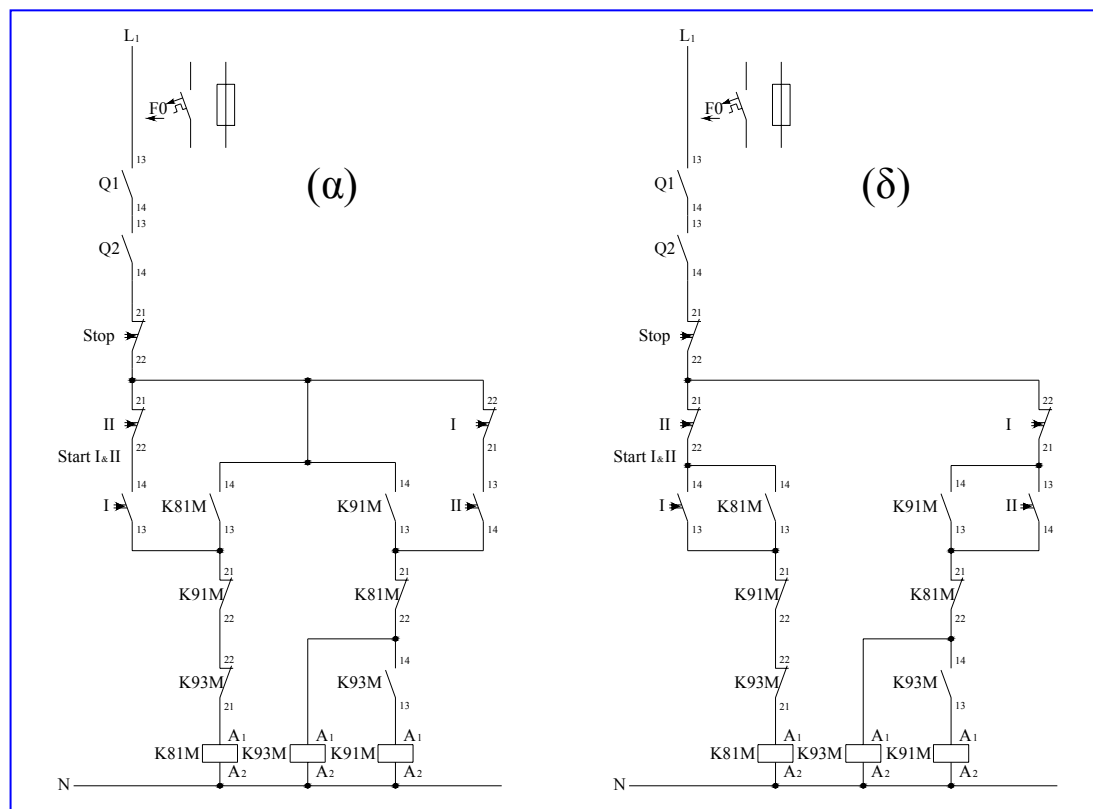 L1 L1
F0 F0
13 13
Q1 (α) Q1 (δ)
14 14
13 13
Q2 Q2
14 14
21 21
Stop Stop
22 22
21 22 21 22
II I II I
22 21 22 21
Start I&II Start I&II
14 14 14 13 14 14 14 13
I K81M K91M II I K81M K91M II
13 13 13 14 13 13 13 14
21 21 21 21
K91M K81M K91M K81M
22 22 22 22
22 14 22 14
K93M K93M K93M K93M
21 13 21 13
A1 A1 A1 A1 A1 A1
K81M K93M K91M K81M K93M K91M
A2 A2 A2 A2 A2 A2
N N